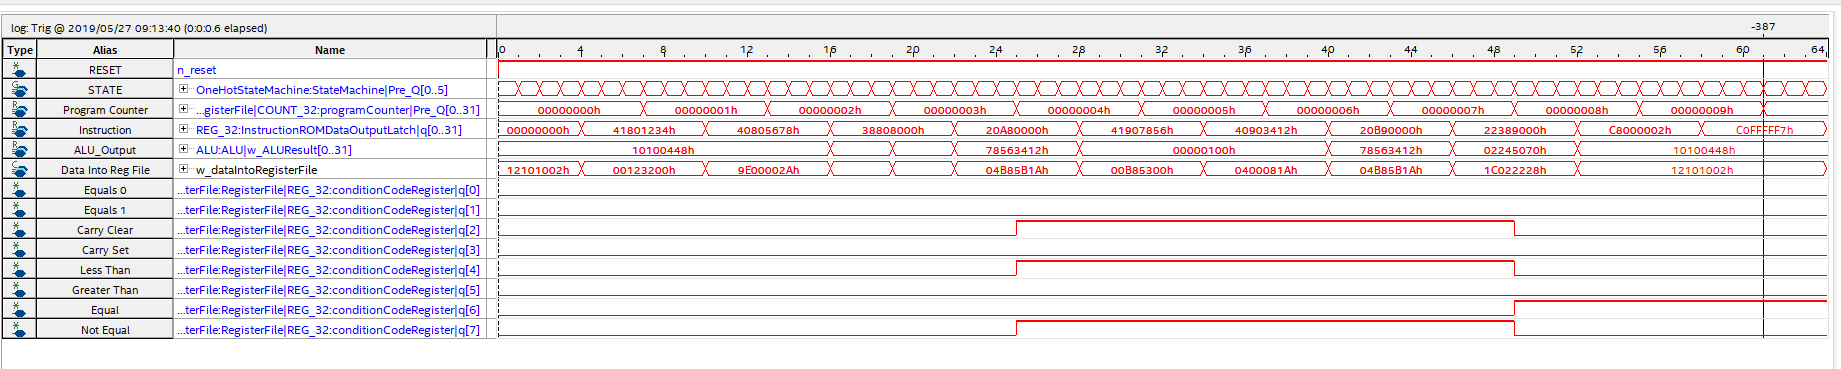 log: Trig @ 2019/05/27 09:13:40 (0:0:0.6 elapsed) -387
Type Alias Name 0 4 8 12 16 20 24 28 32 36 40 44 48 52 56 60 64
RESET n_reset
STATE OneHotStateMachine:StateMachine|Pre_Q[0..5]
Program Counter ...gisterFile|COUNT_32:programCounter|Pre_Q[0..31] 00000000h 00000001h 00000002h 00000003h 00000004h 00000005h 00000006h 00000007h 00000008h 00000009h
Instruction REG_32:InstructionROMDataOutputLatch|q[0..31] 00000000h 41801234h 40805678h 38808000h 20A80000h 41907856h 40903412h 20B90000h 22389000h C8000002h C0FFFFF7h
ALU_Output ALU:ALU|w_ALUResult[0..31] 10100448h 78563412h 00000100h 78563412h 02245070h 10100448h
Data Into Reg File w_dataIntoRegisterFile 12101002h 00123200h 9E00002Ah 04B85B1Ah 00B85300h 0400081Ah 04B85B1Ah 1C022228h 12101002h
Equals 0 ...terFile:RegisterFile|REG_32:conditionCodeRegister|q[0]
Equals 1 ...terFile:RegisterFile|REG_32:conditionCodeRegister|q[1]
Carry Clear ...terFile:RegisterFile|REG_32:conditionCodeRegister|q[2]
Carry Set ...terFile:RegisterFile|REG_32:conditionCodeRegister|q[3]
Less Than ...terFile:RegisterFile|REG_32:conditionCodeRegister|q[4]
Greater Than ...terFile:RegisterFile|REG_32:conditionCodeRegister|q[5]
Equal ...terFile:RegisterFile|REG_32:conditionCodeRegister|q[6]
Not Equal ...terFile:RegisterFile|REG_32:conditionCodeRegister|q[7]